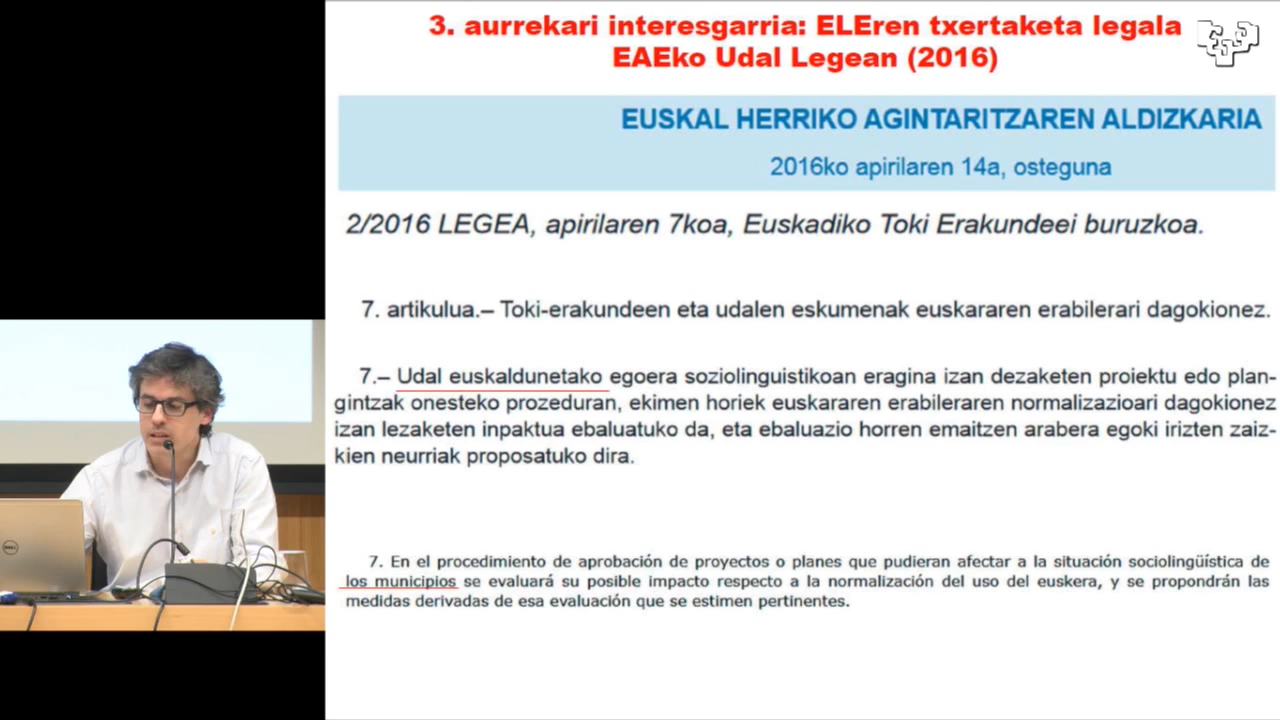 3. aurrekari interesgarria: ELEren txertaketa legala
EAEko Udal Legean (2016)
EUSKAL HERRIKO AGINTARITZAREN ALDIZKARIA
2016ko apirilaren 14a, osteguna
2/2016 LEGEA, apirilaren 7koa, Euskadiko Toki Erakundeei buruzkoa.
7. artikulua.– Toki-erakundeen eta udalen eskumenak euskararen erabilerari dagokionez.
7.– Udal euskaldunetako egoera soziolinguistikoan eragina izan dezaketen proiektu edo plan-
gintzak onesteko prozeduran, ekimen horiek euskararen erabileraren normalizazioari dagokionez
izan lezaketen inpaktua ebaluatuko da, eta ebaluazio horren emaitzen arabera egoki irizten zaiz-
kien neurriak proposatuko dira.
7. En el procedimiento de aprobación de proyectos o planes que pudieran afectar a la situación sociolingüística de
los municipios se evaluará su posible impacto respecto a la normalización del uso del euskera, y se propondrán las
medidas derivadas de esa evaluación que se estimen pertinentes.
DELL